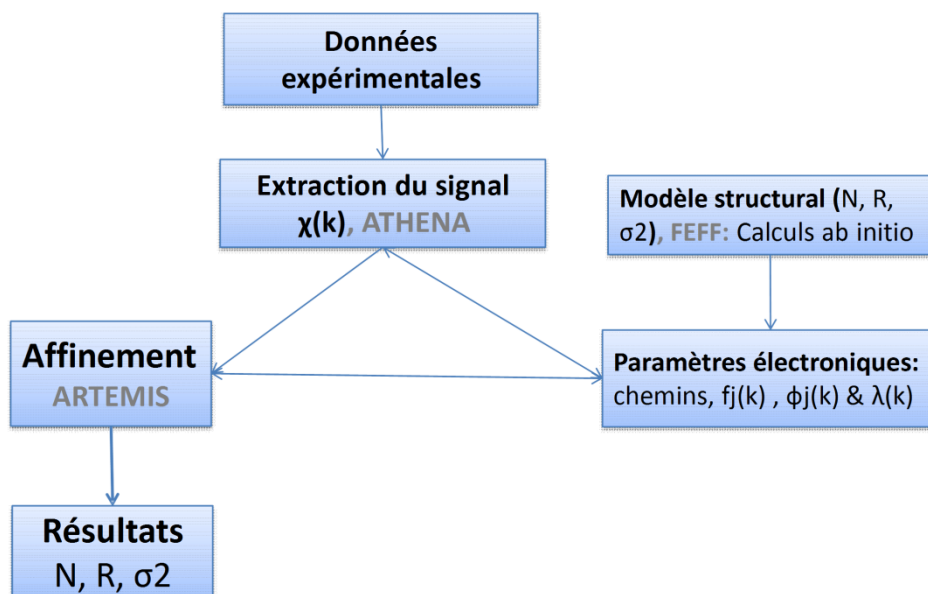 Données
expérimentales
Extraction du signal
χ(k), ATHENA
Modèle structural (N, R,
σ2), FEFF: Calculs ab initio
Affinement
ARTEMIS
Paramètres électroniques:
chemins, fj(k) , φj(k) & λ(k)
Résultats
N, R, σ2